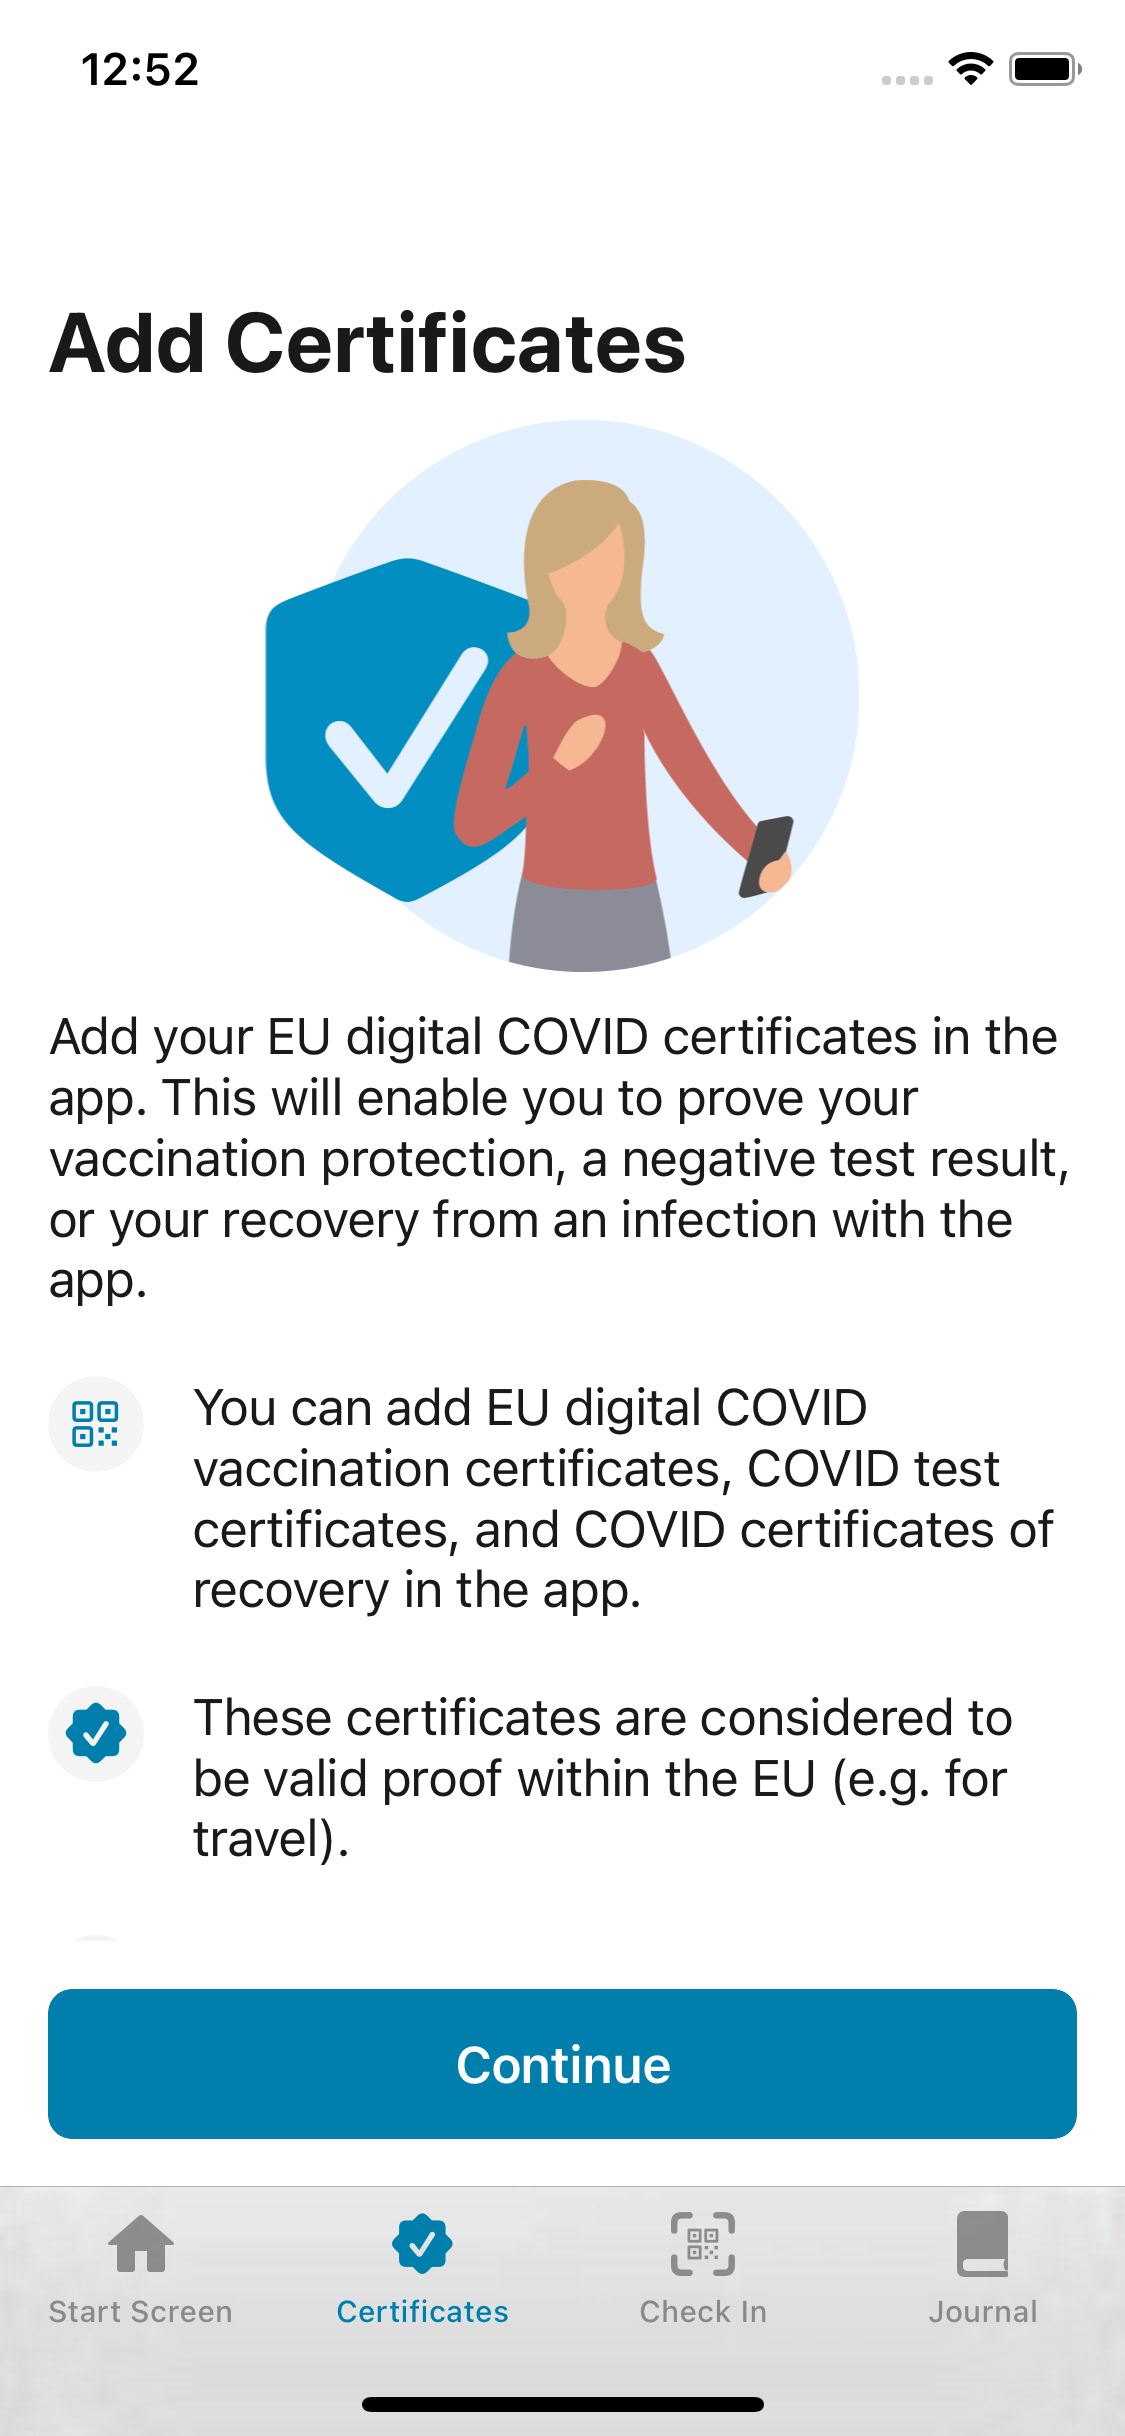 12:52
Add Certificates
Add your EU digital COVID certificates in the
app. This will enable you to prove your
vaccination protection, a negative test result,
or your recovery from an infection with the
app.
You can add EU digital COVID
vaccination certificates, COVID test
certificates, and COVID certificates of
recovery in the app.
These certificates are considered to
be valid proof within the EU (e.g. for
travel).
Continue
Start Screen
Certificates
Check In
Journal